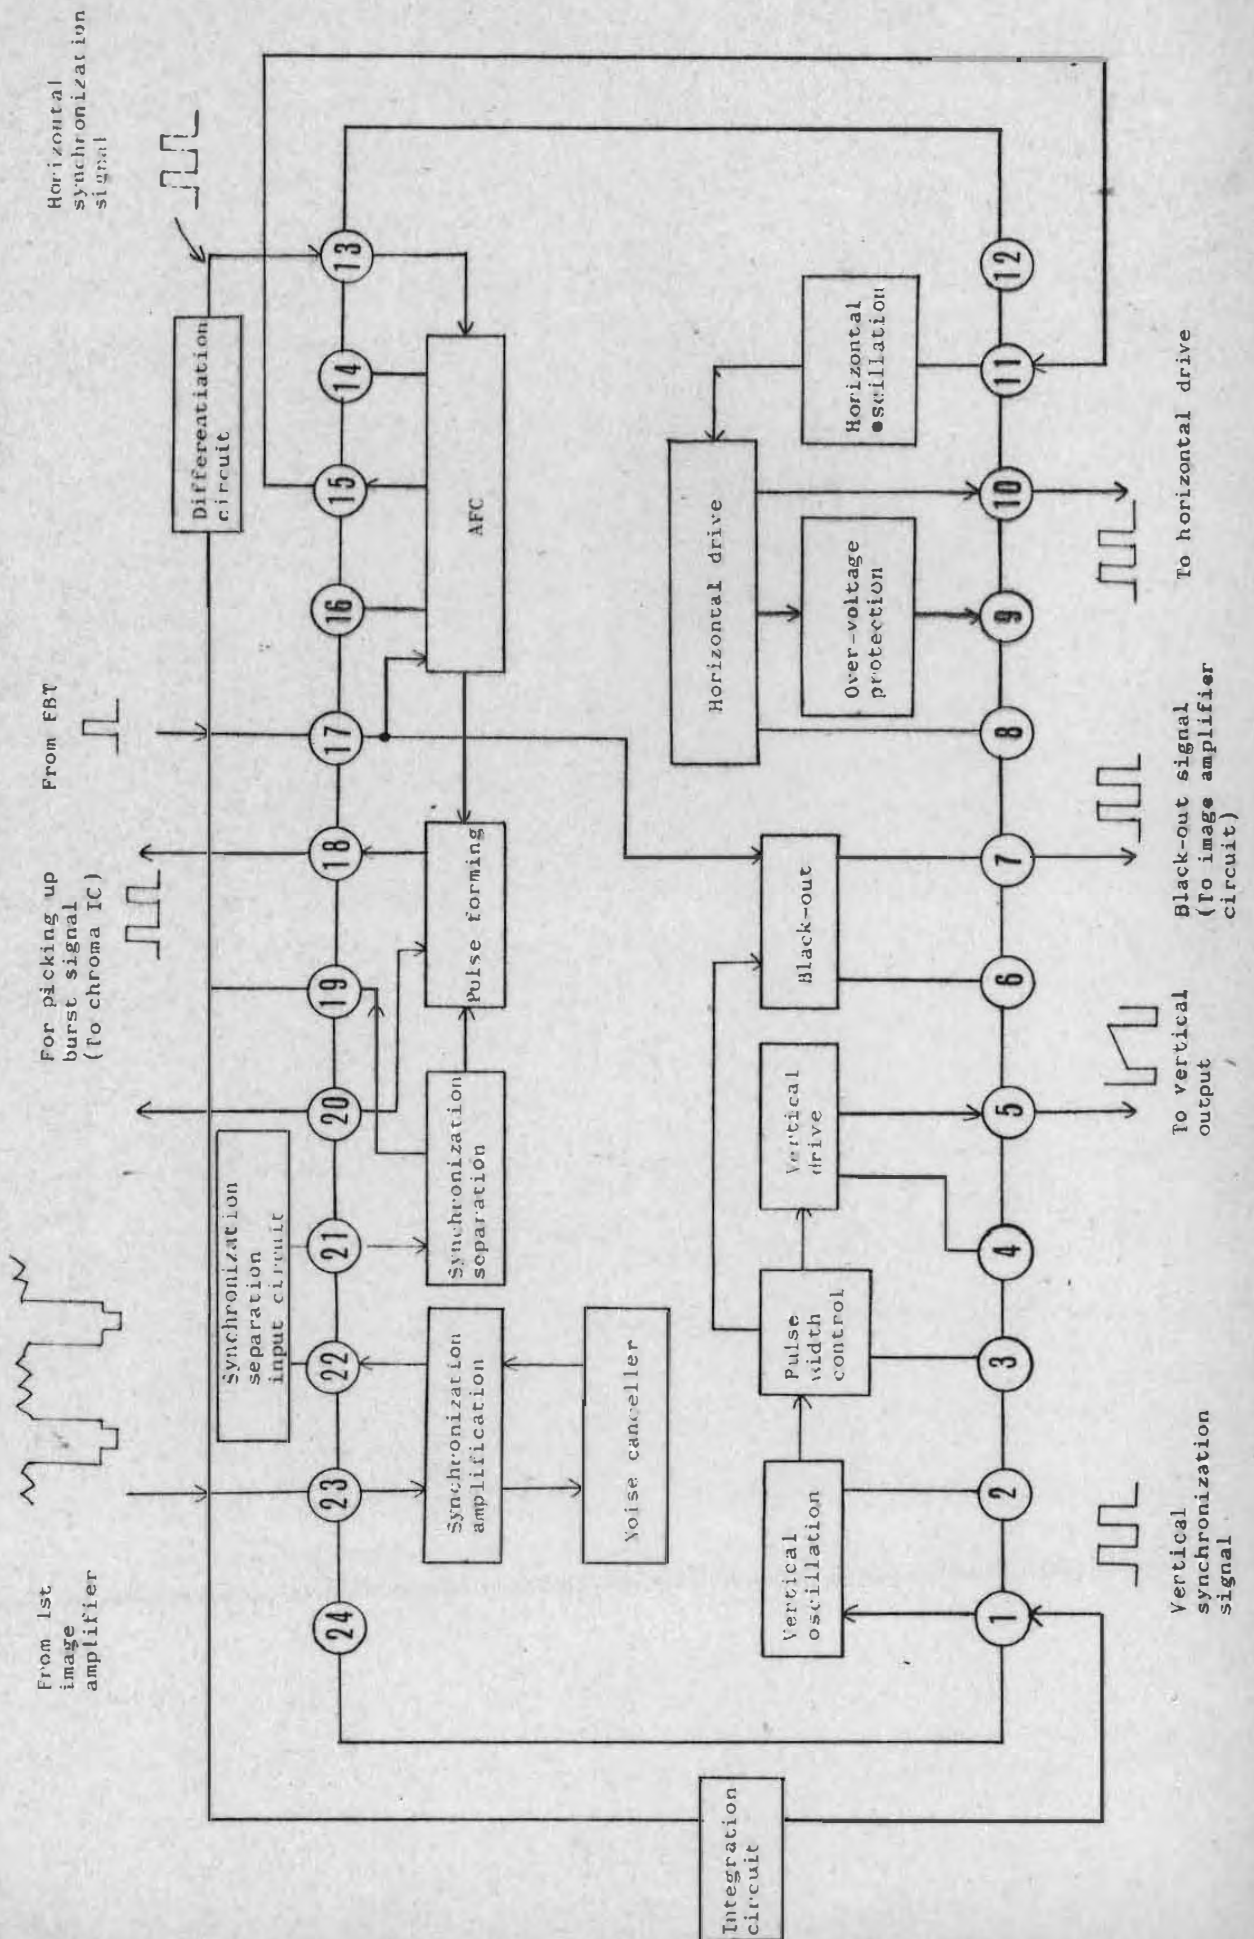 From 1st
image
amplifier
For picking up
burst signal
(To chroma IC)
From FBT
Horizontal
synchronization
signal
Synchronization
separation
input circuit
Differentiation
circuit
24
23
22
21
20
19
18
17
16
15
14
13
Synchronization
amplification
Synchronization
separation
Pulse forming
AFC
Noise canceller
Integration
circuit
Vertical
oscillation
Pulse
width
control
Vertical
drive
Black-out
Horizontal drive
Over-voltage
protection
Horizontal
oscillation
1
2
3
4
5
6
7
8
9
10
11
12
Vertical
synchronization
signal
To vertical
output
Black-out signal
(To image amplifier
circuit)
To horizontal drive